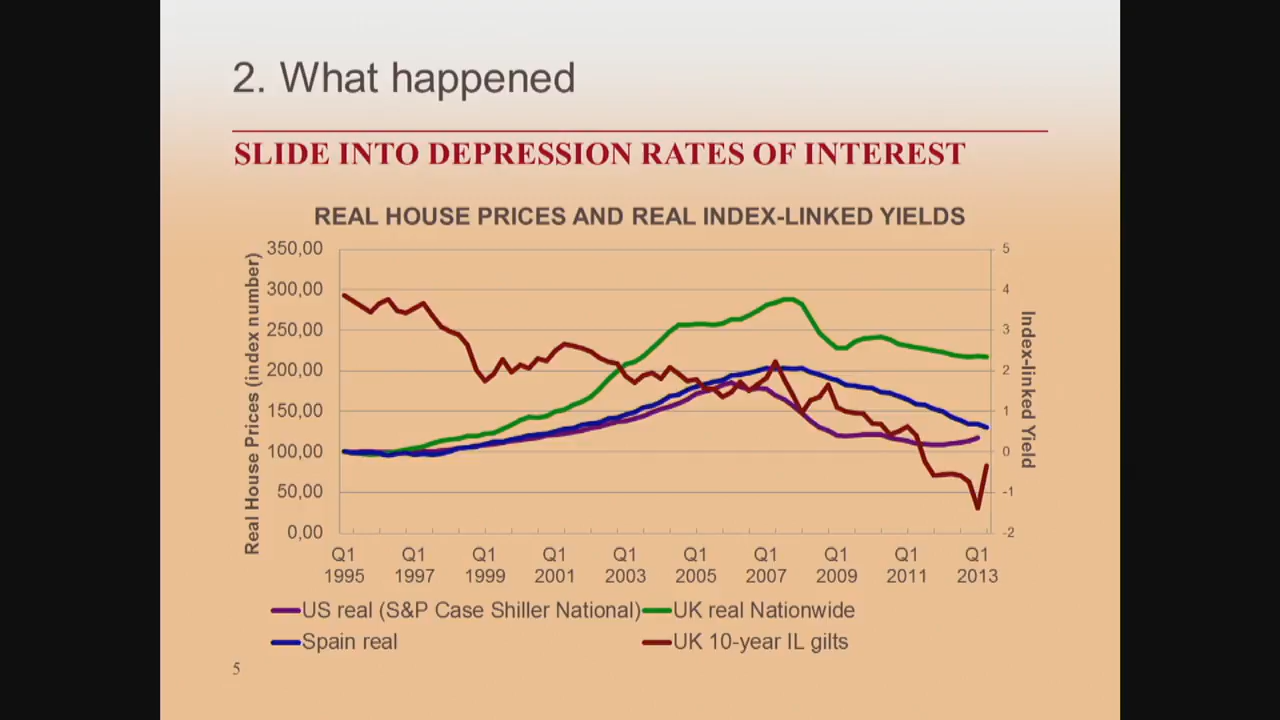 2. What happened
SLIDE INTO DEPRESSION RATES OF INTEREST
REAL HOUSE PRICES AND REAL INDEX-LINKED YIELDS
Real House Prices (index number)
350,00
300,00
250,00
200,00
150,00
100,00
50,00
0,00
5
4
3
2
1
0
-1
-2
Index-linked Yield
Q1 Q1 Q1 Q1 Q1 Q1 Q1 Q1 Q1 Q1
1995 1997 1999 2001 2003 2005 2007 2009 2011 2013
US real (S&P Case Shiller National) UK real Nationwide
Spain real UK 10-year IL gilts
5